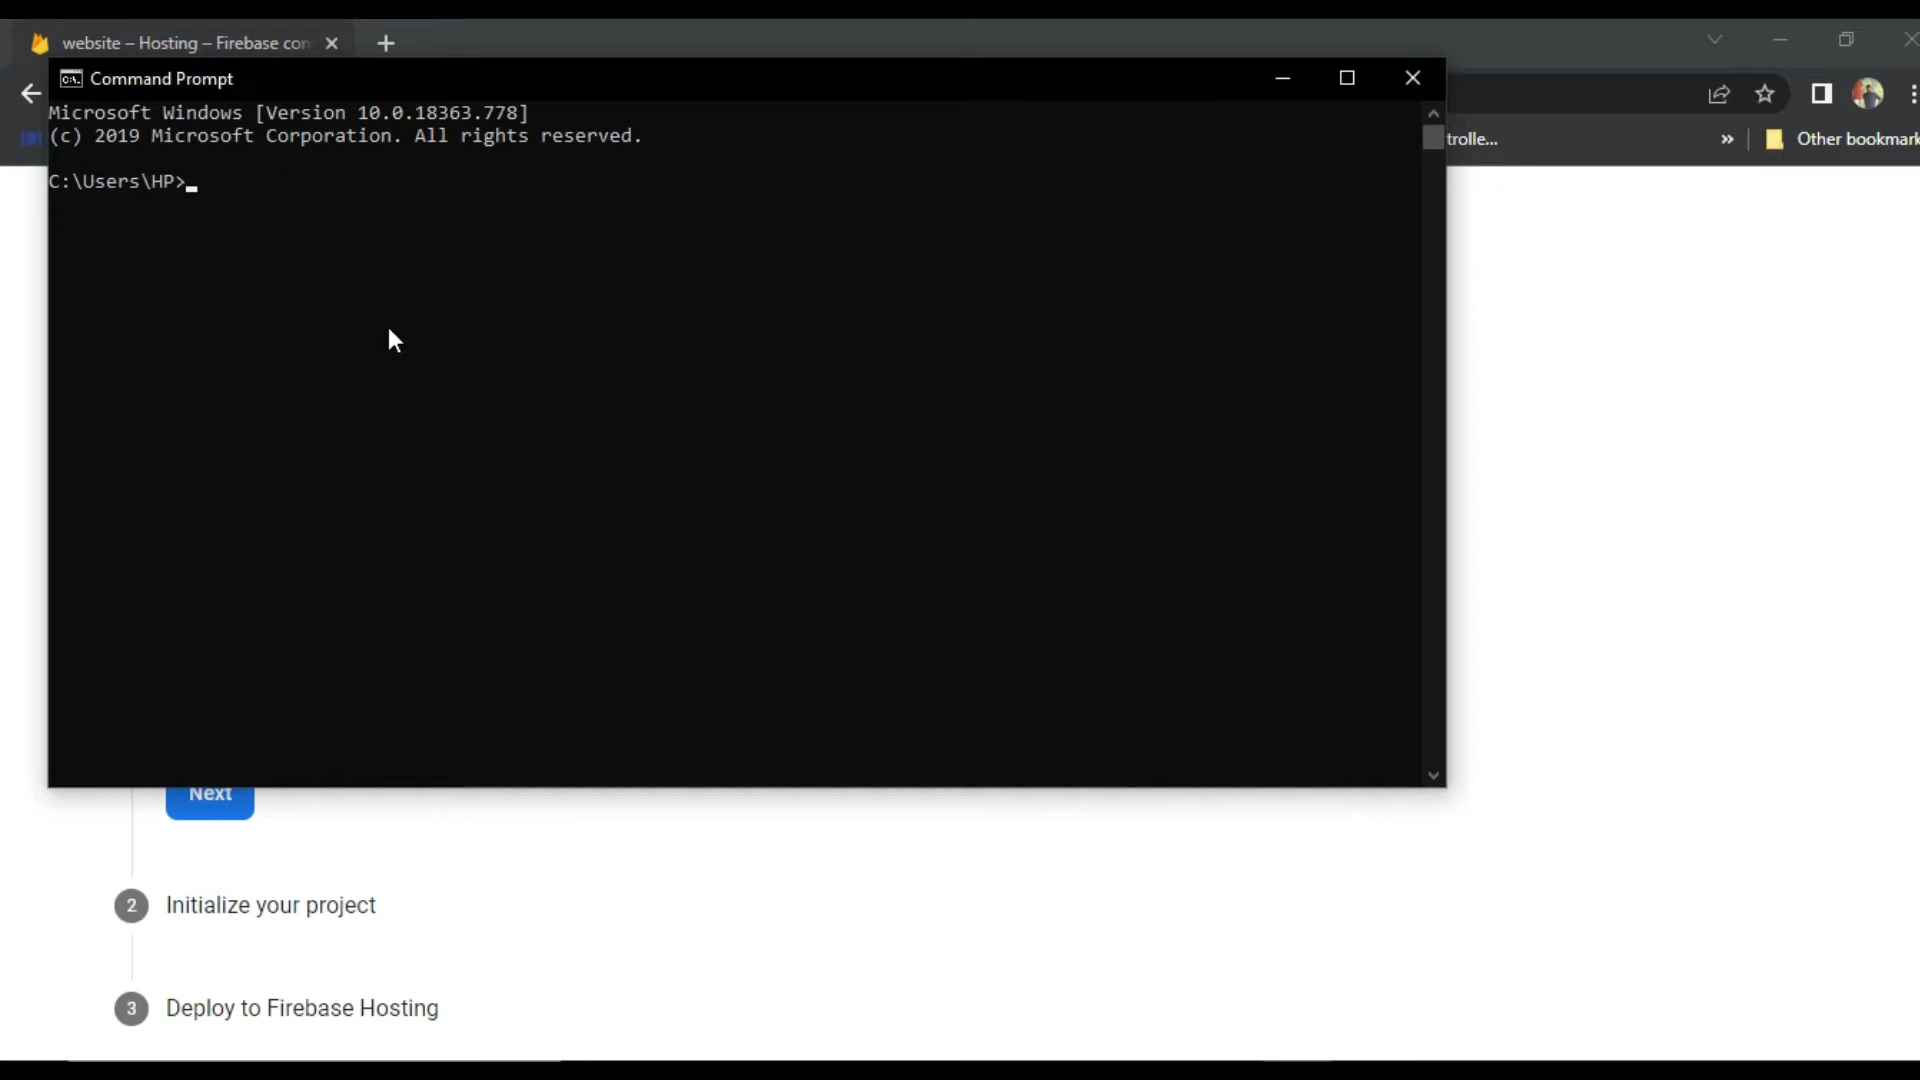 website – Hosting – Firebase con
Command Prompt
Microsoft Windows [Version 10.0.18363.778]
(c) 2019 Microsoft Corporation. All rights reserved.
trolle...
» Other bookmark
C:\Users\HP>
Next
2 Initialize your project
3 Deploy to Firebase Hosting